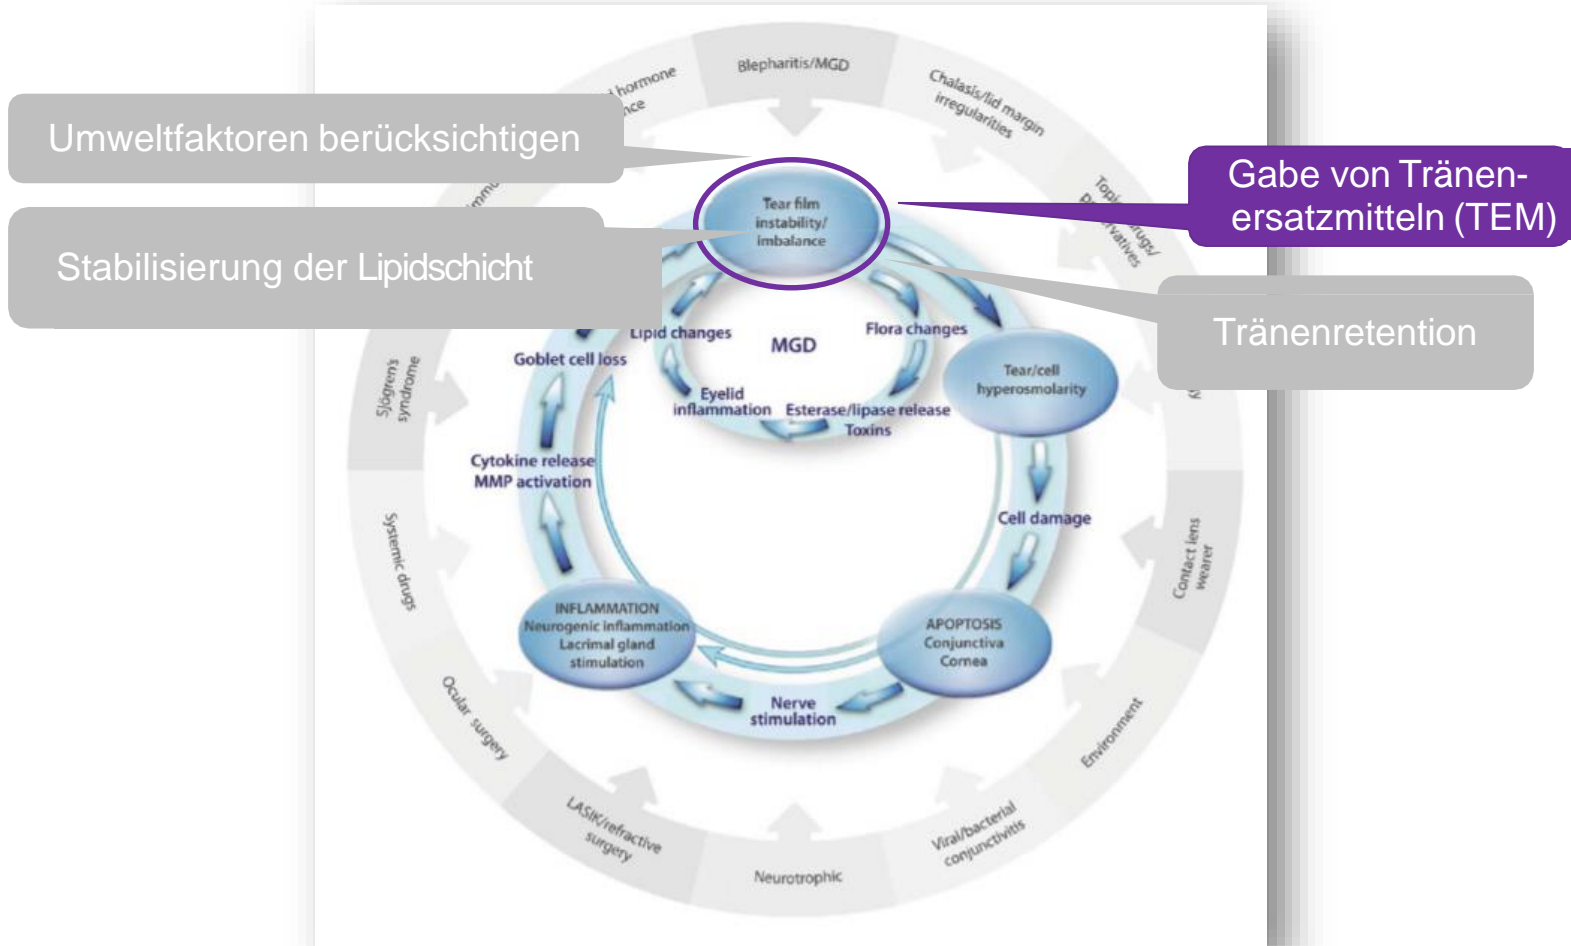 Blepharitis/MGD
hormone
Chalasis/lid margin
irregularities
Umweltfaktoren berücksichtigen
Gabe von Tränen-
ersatzmitteln (TEM)
Tear film
instability/
imbalance
drugs/
Stabilisierung der Lipidschicht
Tränenretention
Lipid changes
MGD
Flora changes
Goblet cell loss
Tear/cell
hyperosmolarity
Sjögren's
syndrome
Eyelid
inflammation
Esterase/lipase release
Toxins
Cytokine release
MMP activation
Cell damage
Systemic drugs
Contact lens
wearer
INFLAMMATION
Neurogenic inflammation
Lacrimal gland
stimulation
APOPTOSIS
Conjunctiva
Cornea
Nerve
stimulation
Ocular surgery
Environment
LASIK/refractive
surgery
Viral/bacterial
conjunctivitis
Neurotrophic